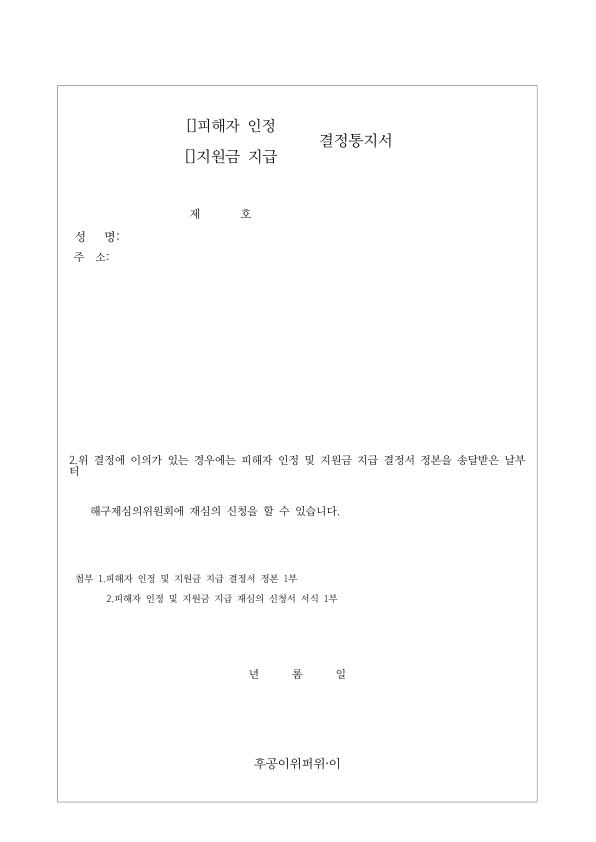 []피해자 인정
결정통지서
[]지원금 지급
제 호
성 명:
주 소:
2.위 결정에 이의가 있는 경우에는 피해자 인정 및 지원금 지급 결정서 정본을 송달받은 날부
터
해구제심의위원회에 재심의 신청을 할 수 있습니다.
첨부 1.피해자 인정 및 지원금 지급 결정서 정본 1부
2.피해자 인정 및 지원금 지급 재심의 신청서 서식 1부
년 롬 일
후공이위퍼위·이